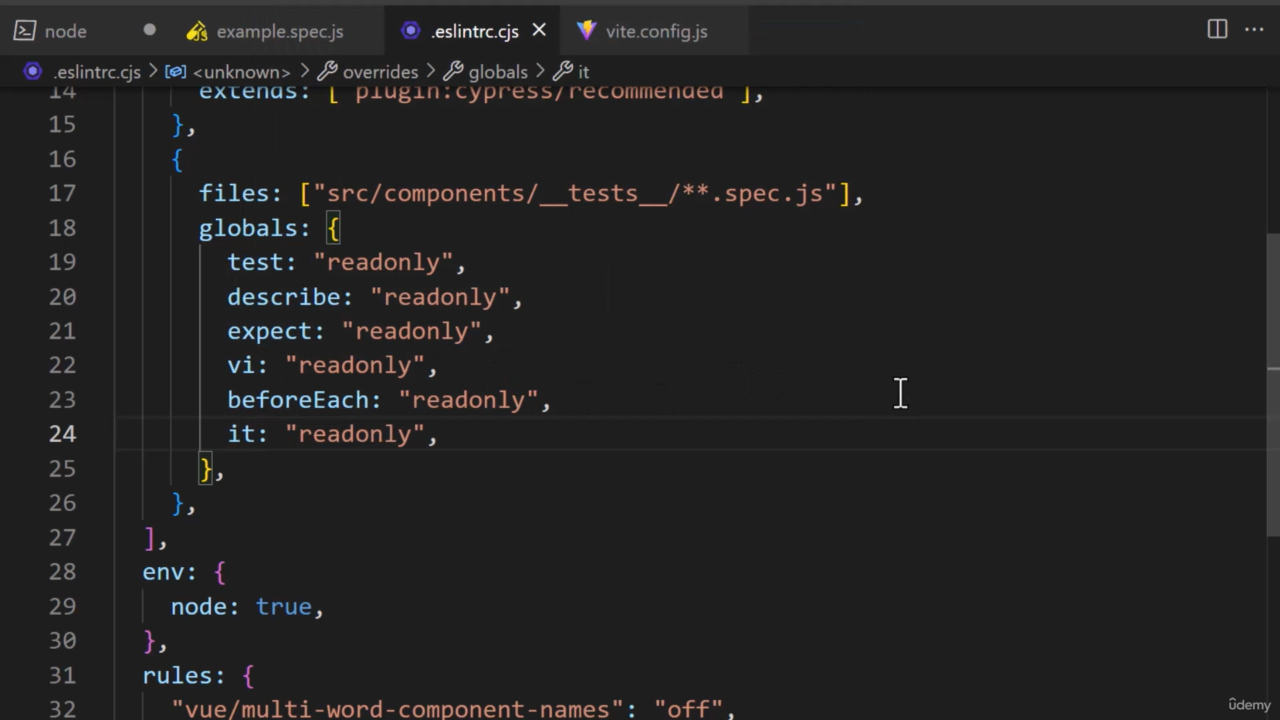 node
example.spec.js
.eslintrc.cjs
vite.config.js
.eslintrc.cjs > <unknown> > overrides > globals > it
14 extends: ["plugin:cypress/recommended"],
15 },
16 {
17 files: ["src/components/__tests__/**.spec.js"],
18 globals: {
19 test: "readonly",
20 describe: "readonly",
21 expect: "readonly",
22 vi: "readonly",
23 beforeEach: "readonly",
24 it: "readonly",
25 },
26 },
27 ],
28 env: {
29 node: true,
30 },
31 rules: {
32 "vue/multi-word-component-names": "off",
udemy